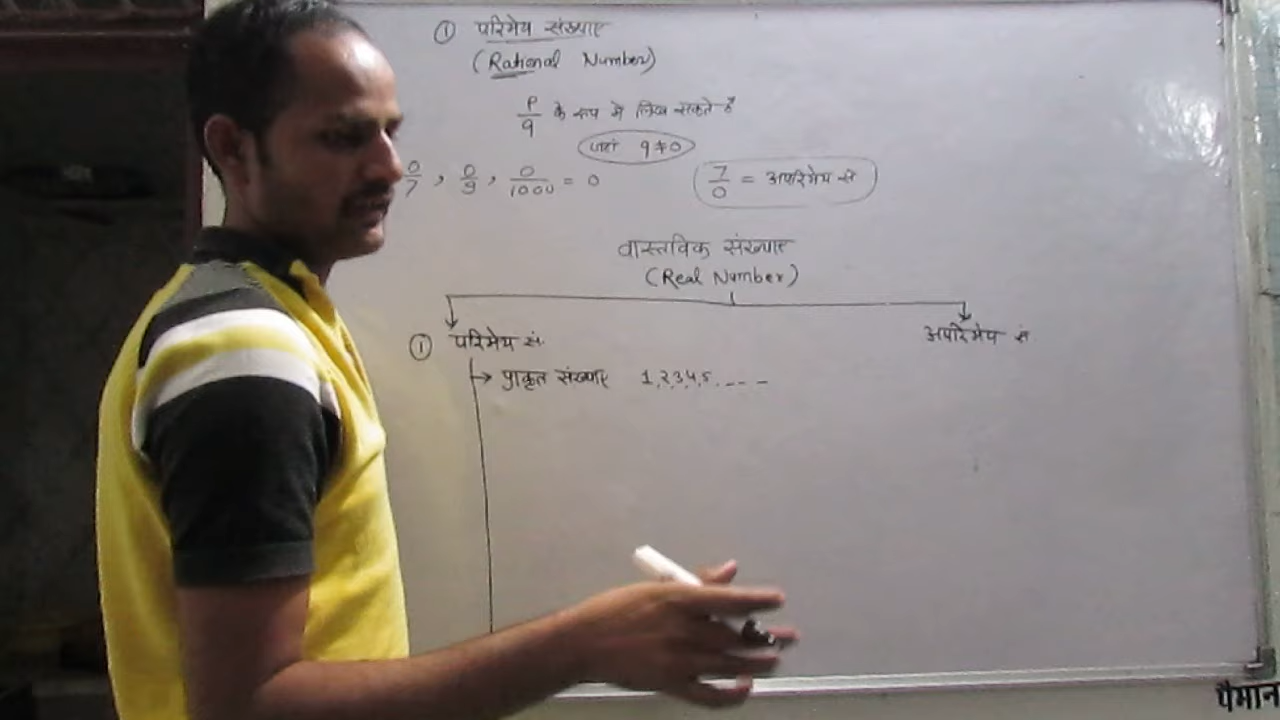 ① परिमेय संख्याए
(Rational Number)
P/q के रूप मे लिख सकते है
जहां q ≠ 0
0/7 , 0/9 , 0/1000 = 0
7/0 = अपरिमेय सं
वास्तविक संख्याए
(Real Number)
① परिमेय सं.
अपरिमेय सं
→ प्राकृत संख्याए 1,2,3,4,5, - - -
पैमान